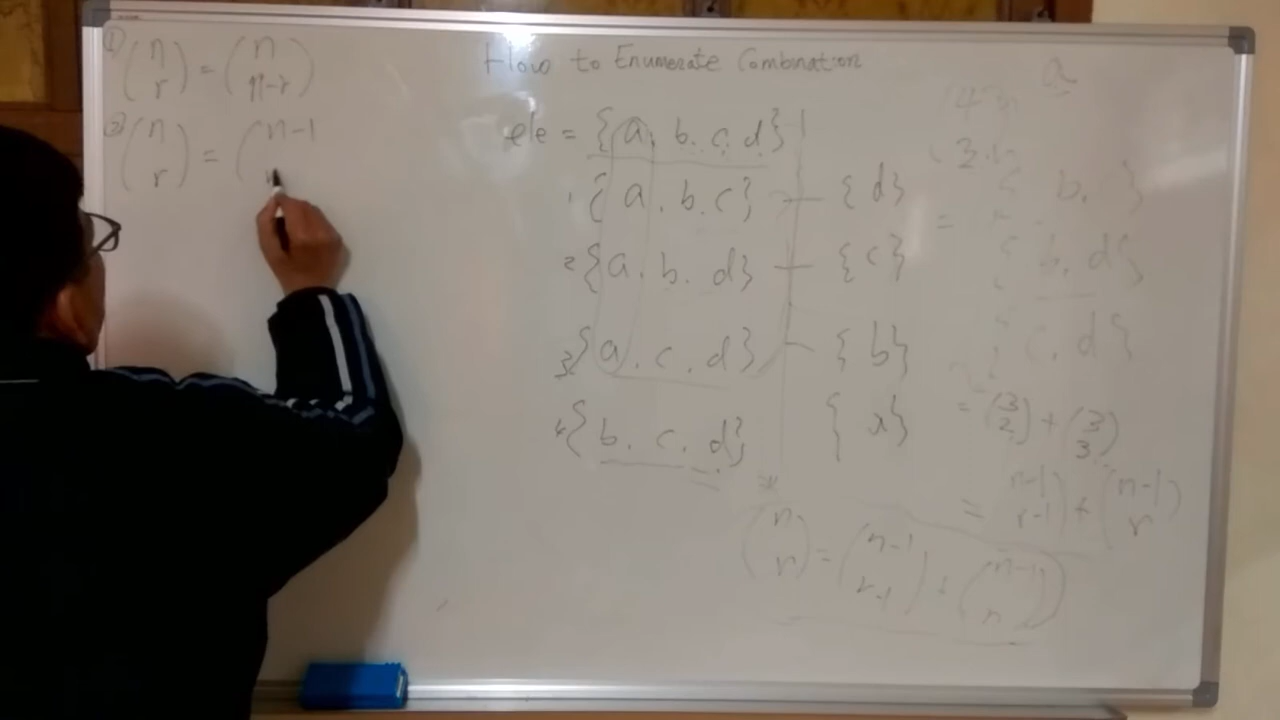 How to Enumerate Combination
① (n r) = (n n-r)
② (n r) = (n-1
ele = {a, b, c, d}
1 {a, b, c} — {d}
2 {a, b, d} — {c}
3 {a, c, d} — {b}
4 {b, c, d} {x}
{ b, }
{ b, d}
{ c, d}
= (3 2) + (3 3)
= (n-1 r-1) + (n-1 r)
(n r) = (n-1 r-1) + (n-1 r)